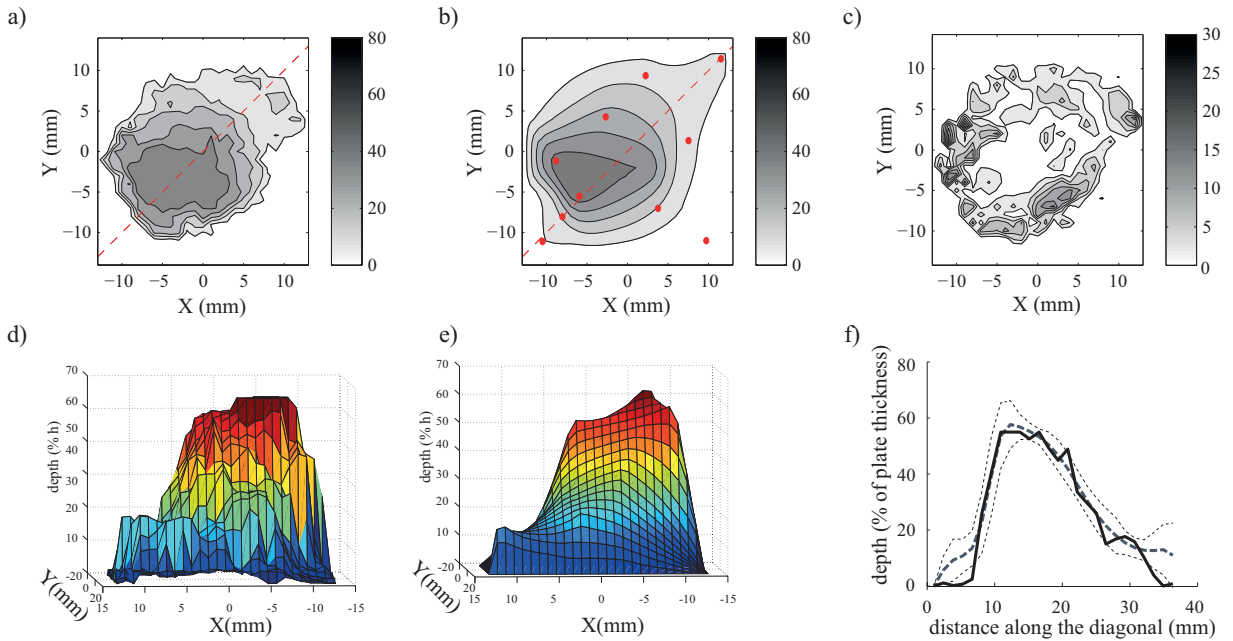 a)
10
5
0
−5
−10
Y (mm)
−10 −5 0 5 10
X (mm)
80
60
40
20
0
b)
10
5
0
−5
−10
Y (mm)
−10 −5 0 5 10
X (mm)
80
60
40
20
0
c)
10
5
0
−5
−10
Y (mm)
−10 −5 0 5 10
X (mm)
30
25
20
15
10
5
0
d)
70
60
50
40
30
20
10
-20
0
depth (% h)
Y(mm)
15 10 5 0 -5 -10 -15
X(mm)
e)
70
60
50
40
30
20
10
-20
0
depth (% h)
Y(mm)
15 10 5 0 -5 -10 -15
X(mm)
f)
80
60
40
20
0
depth (% of plate thickness)
0 10 20 30 40
distance along the diagonal (mm)